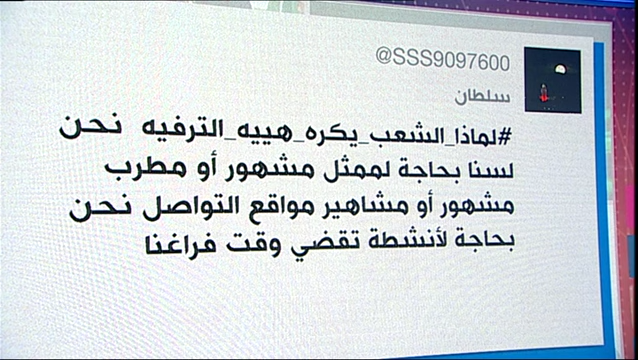 @SSS9097600
سلطان
#لماذا_الشعب_يكره_هييه_الترفيه نحن
لسنا بحاجة لممثل مشهور أو مطرب
مشهور أو مشاهير مواقع التواصل نحن
بحاجة لأنشطة تقضي وقت فراغنا